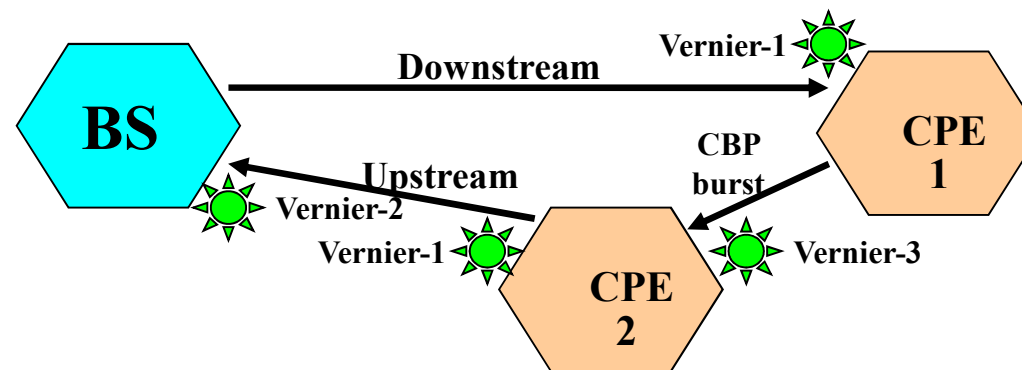 Vernier-1
Downstream
BS
CPE
1
CBP
burst
Upstream
Vernier-2
Vernier-1
Vernier-3
CPE
2